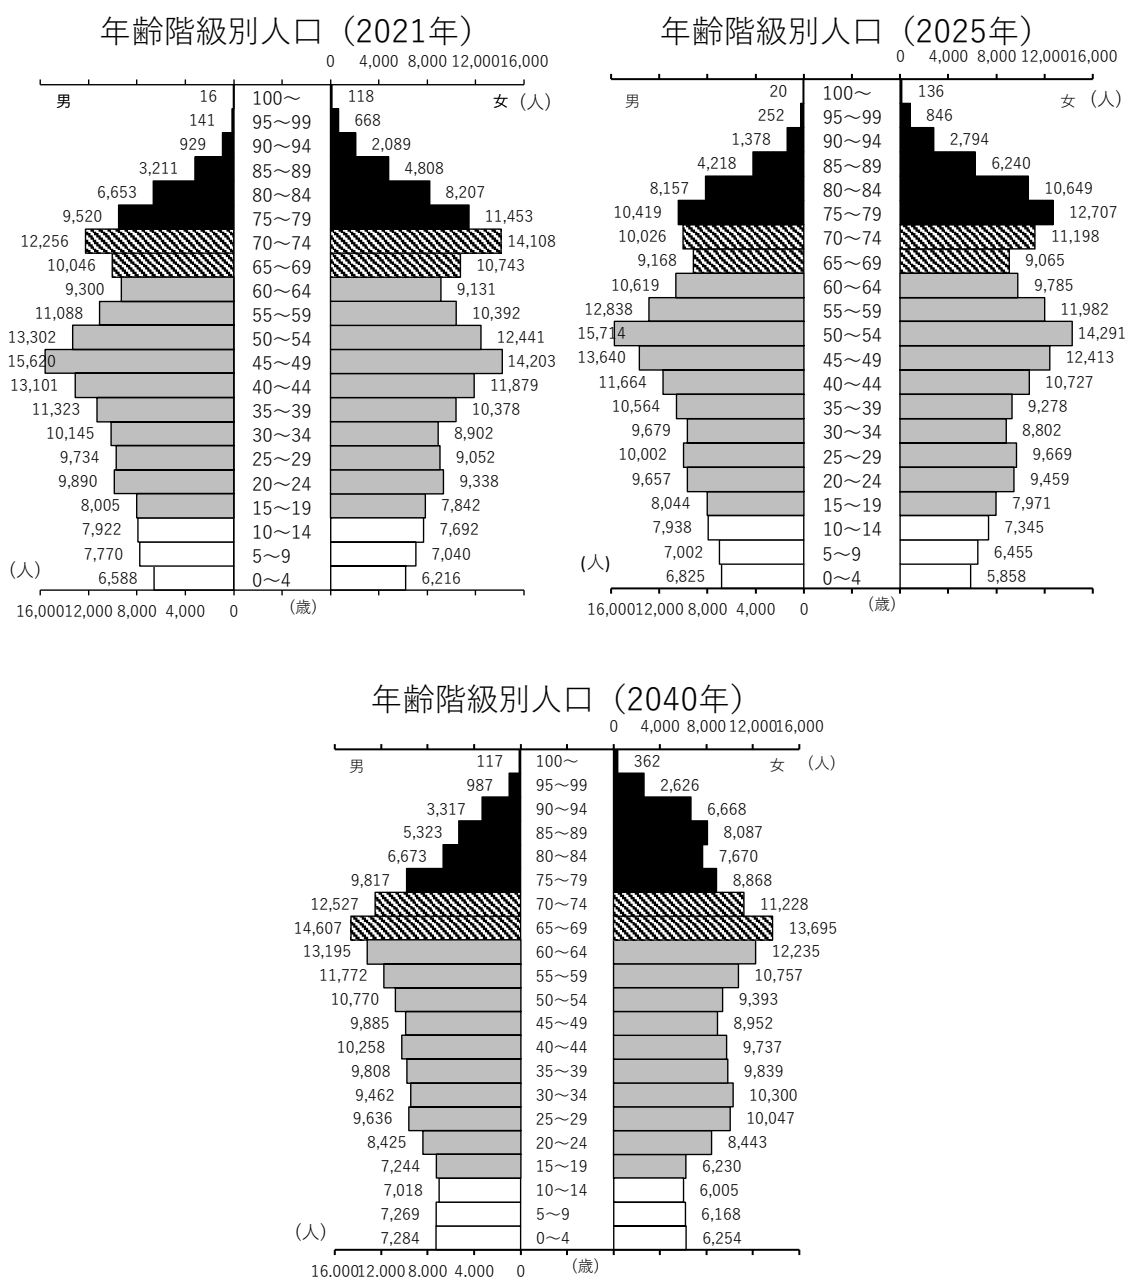 年齢階級別人口（2021年）
0 4,000 8,000 12,000 16,000
男 16 100～ 118 女 （人）
141 95～99 668
929 90～94 2,089
3,211 85～89 4,808
6,653 80～84 8,207
9,520 75～79 11,453
12,256 70～74 14,108
10,046 65～69 10,743
9,300 60～64 9,131
11,088 55～59 10,392
13,302 50～54 12,441
15,620 45～49 14,203
13,101 40～44 11,879
11,323 35～39 10,378
10,145 30～34 8,902
9,734 25～29 9,052
9,890 20～24 9,338
8,005 15～19 7,842
7,922 10～14 7,692
7,770 5～9 7,040
（人） 6,588 0～4 6,216
16,000 12,000 8,000 4,000 0 （歳）
年齢階級別人口（2025年）
0 4,000 8,000 12,000 16,000
男 20 100～ 136 女 （人）
252 95～99 846
1,378 90～94 2,794
4,218 85～89 6,240
8,157 80～84 10,649
10,419 75～79 12,707
10,026 70～74 11,198
9,168 65～69 9,065
10,619 60～64 9,785
12,838 55～59 11,982
15,714 50～54 14,291
13,640 45～49 12,413
11,664 40～44 10,727
10,564 35～39 9,278
9,679 30～34 8,802
10,002 25～29 9,669
9,657 20～24 9,459
8,044 15～19 7,971
7,938 10～14 7,345
7,002 5～9 6,455
（人） 6,825 0～4 5,858
16,000 12,000 8,000 4,000 0 （歳）
年齢階級別人口（2040年）
0 4,000 8,000 12,000 16,000
男 117 100～ 362 女 （人）
987 95～99 2,626
3,317 90～94 6,668
5,323 85～89 8,087
6,673 80～84 7,670
9,817 75～79 8,868
12,527 70～74 11,228
14,607 65～69 13,695
13,195 60～64 12,235
11,772 55～59 10,757
10,770 50～54 9,393
9,885 45～49 8,952
10,258 40～44 9,737
9,808 35～39 9,839
9,462 30～34 10,300
9,636 25～29 10,047
8,425 20～24 8,443
7,244 15～19 6,230
7,018 10～14 6,005
7,269 5～9 6,168
（人） 7,284 0～4 6,254
16,000 12,000 8,000 4,000 0 （歳）